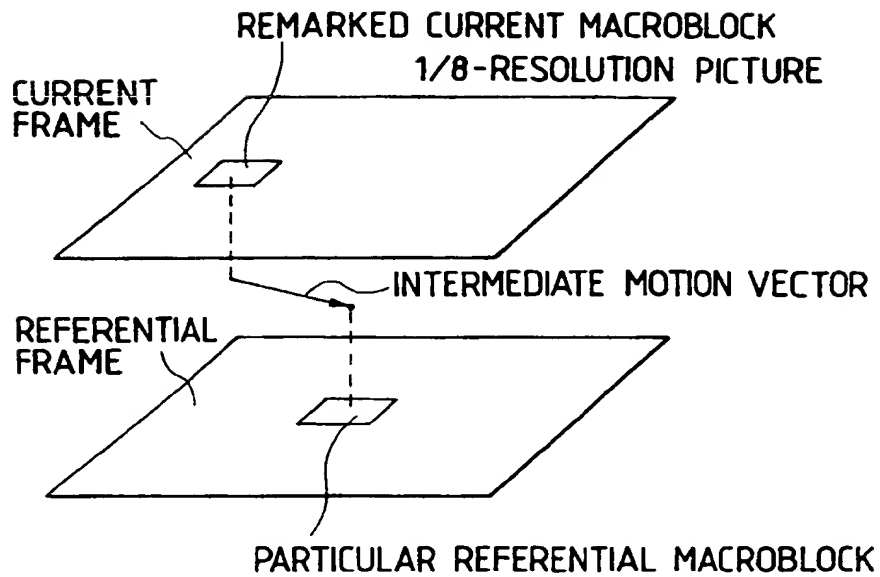 REMARKED CURRENT MACROBLOCK
1/8-RESOLUTION PICTURE
CURRENT
FRAME
INTERMEDIATE MOTION VECTOR
REFERENTIAL
FRAME
PARTICULAR REFERENTIAL MACROBLOCK